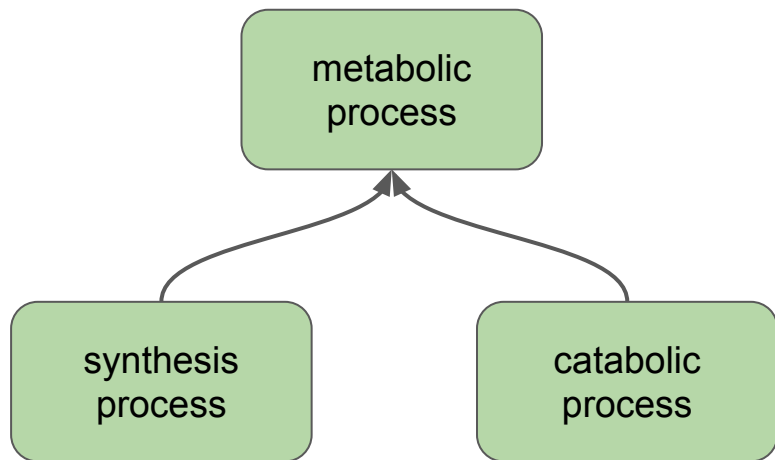 metabolic
process
synthesis
process
catabolic
process